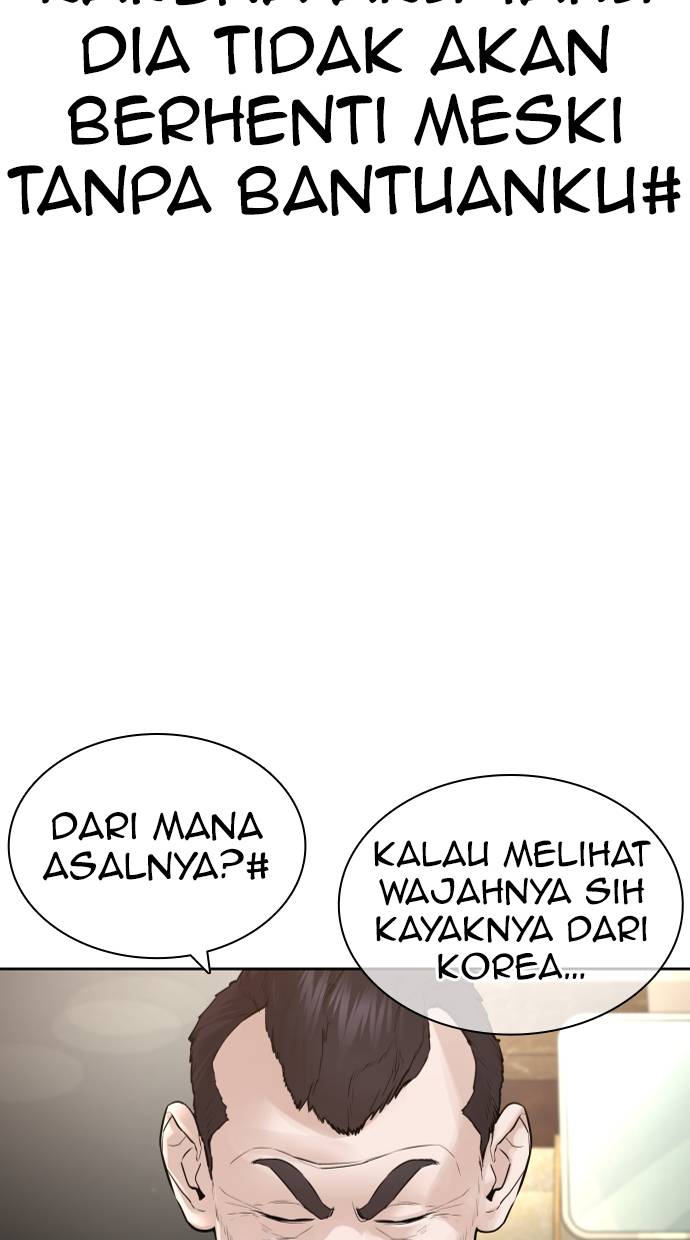 DIA TIDAK AKAN
BERHENTI MESKI
TANPA BANTUANKU#
DARI MANA
ASALNYA?#
KALAU MELIHAT
WAJAHNYA SIH
KAYAKNYA DARI
KOREA...